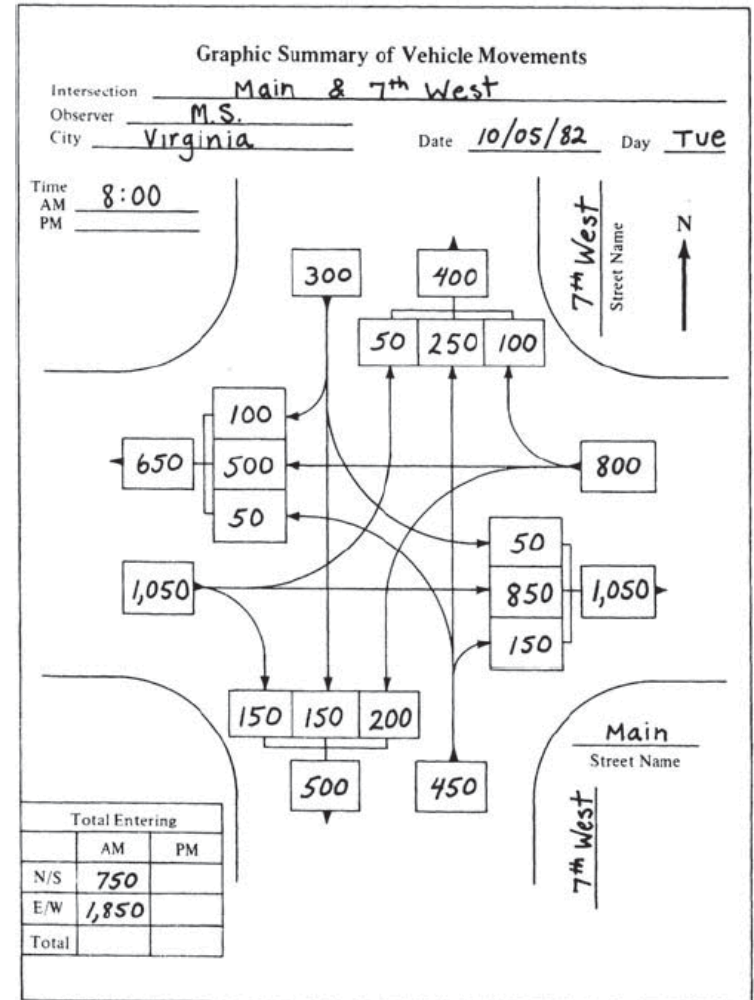 Graphic Summary of Vehicle Movements
Intersection Main & 7th West
Observer M.S.
City Virginia Date 10/05/82 Day TUE
Time
AM 8:00
PM
7th West
Street Name
N
300 400
50 250 100
100
650 500 800
50
50
1,050 850 1,050
150
150 150 200
500 450
Main
Street Name
7th West
Total Entering
AM PM
N/S 750
E/W 1,850
Total